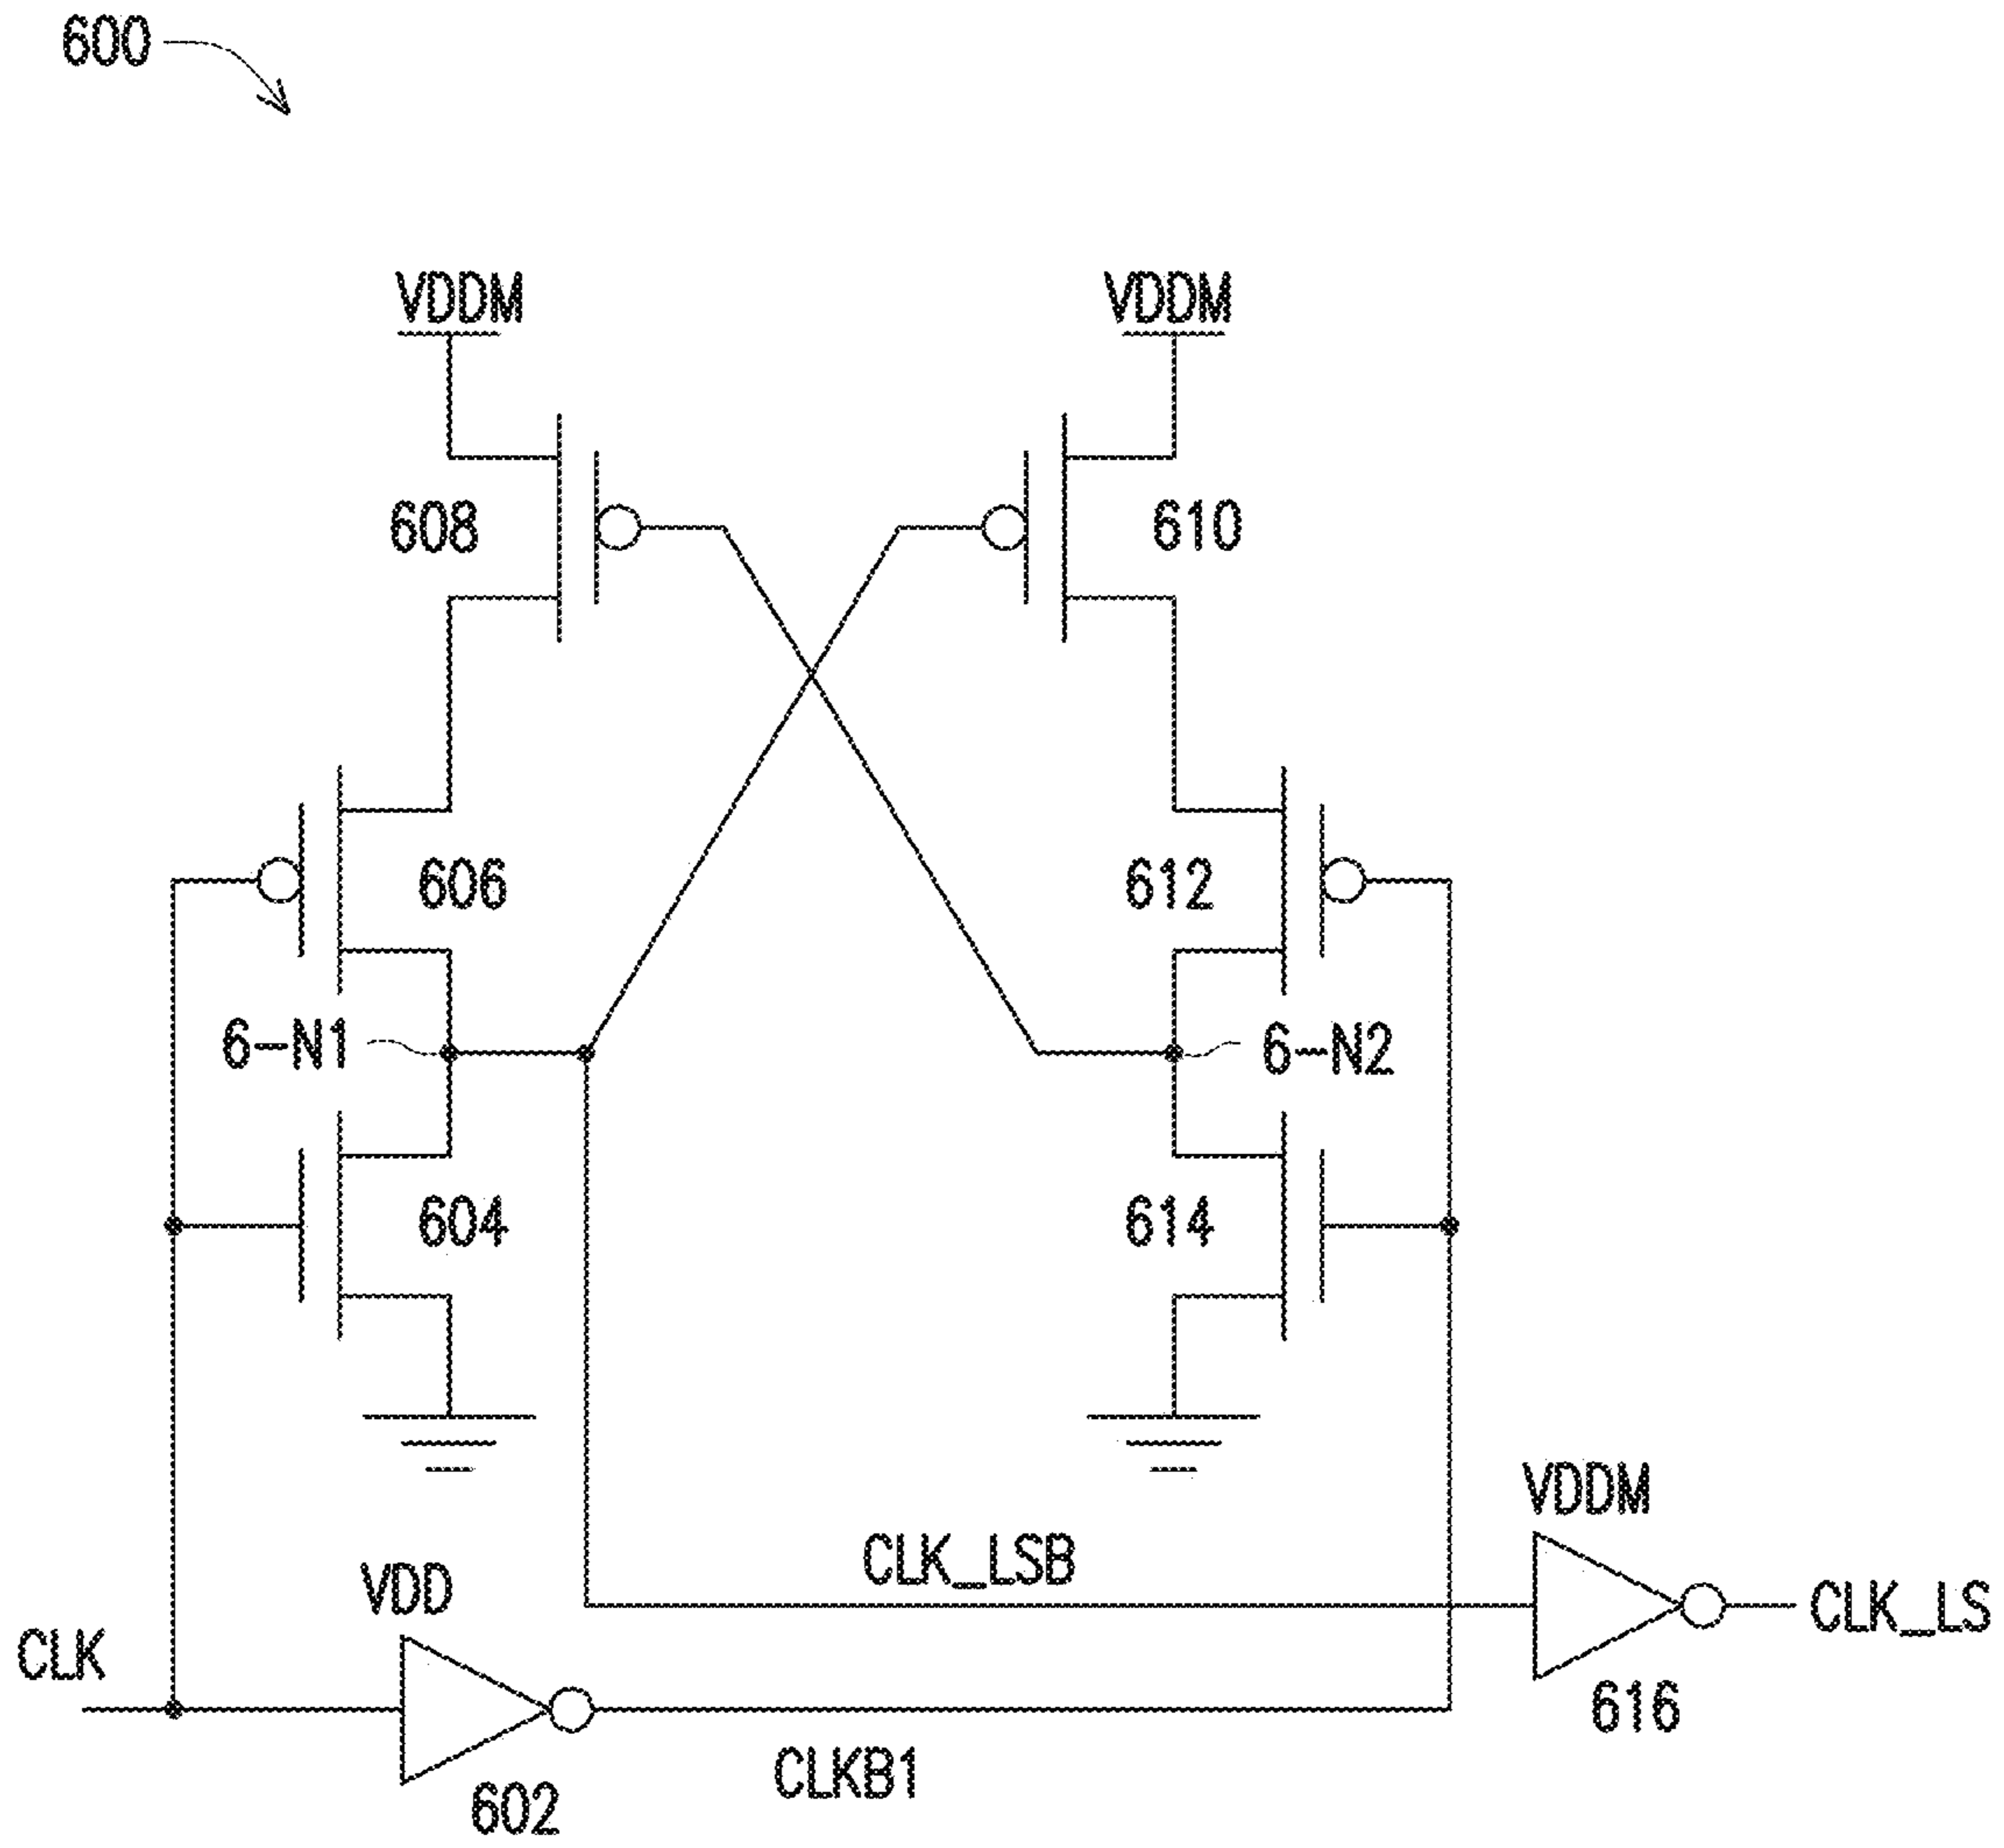 600
VDDM
VDDM
608
610
606
612
6-N1
6-N2
604
614
VDDM
CLK_LSB
VDD
CLK_LS
CLK
616
CLKB1
602